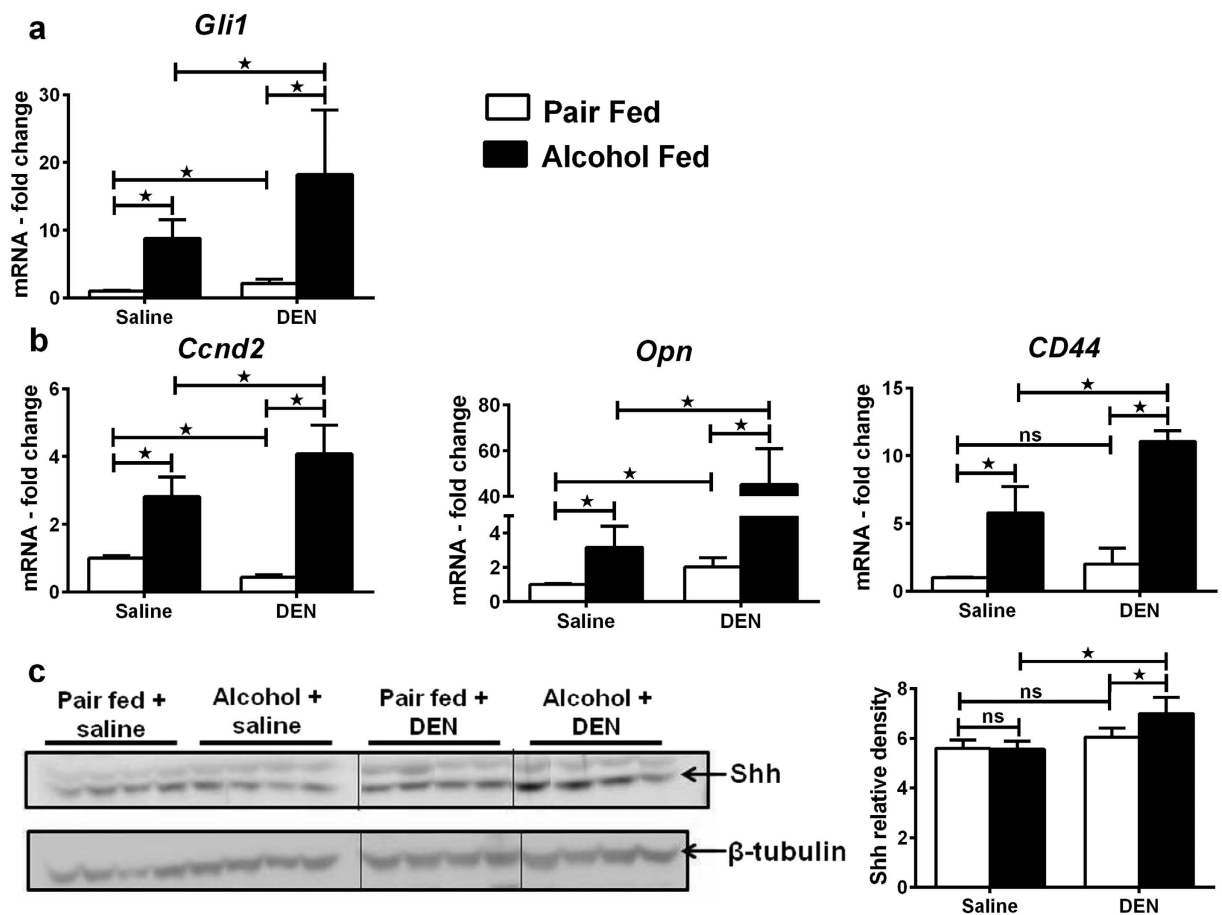 a
Gli1
★
★
★
★
mRNA - fold change
30
20
10
0
Saline
DEN
Pair Fed
Alcohol Fed
b
Ccnd2
★
★
★
★
mRNA - fold change
6
4
2
0
Saline
DEN
Opn
★
★
★
★
mRNA - fold change
80
60
40
4
2
0
Saline
DEN
CD44
★
★
ns
★
mRNA - fold change
15
10
5
0
Saline
DEN
c
Pair fed +
saline
Alcohol +
saline
Pair fed +
DEN
Alcohol +
DEN
Shh
β-tubulin
★
★
ns
ns
Shh relative density
8
6
4
2
0
Saline
DEN